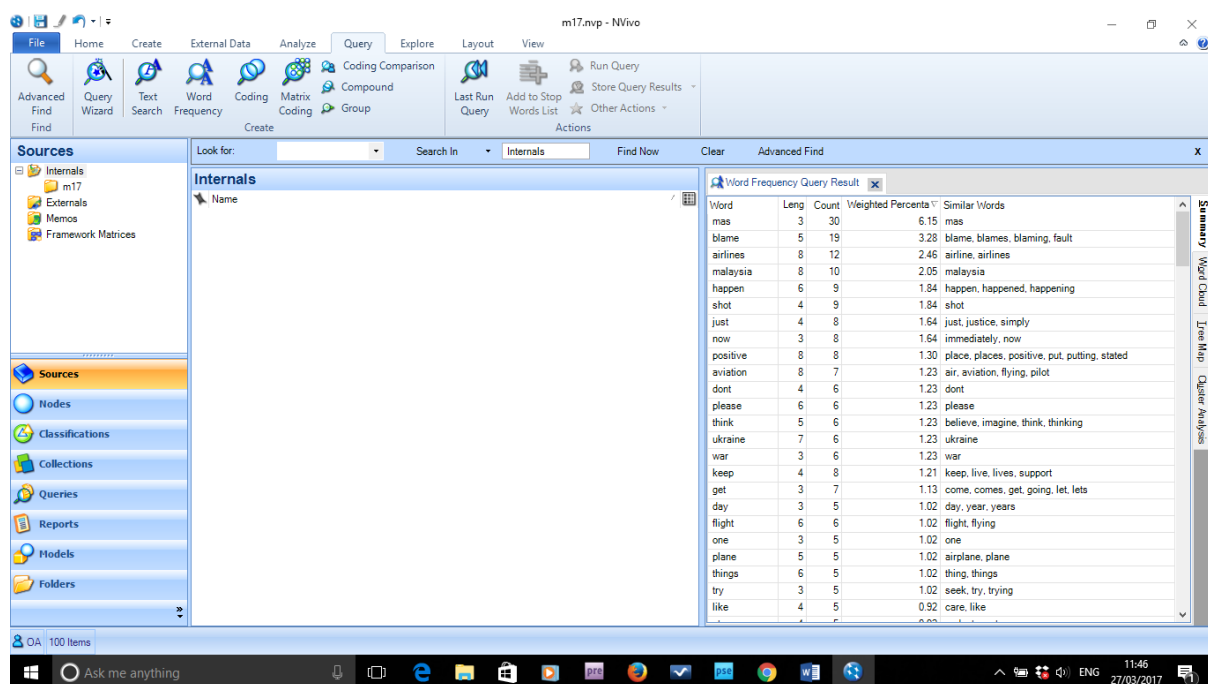 m17.nvp - NVivo
File Home Create External Data Analyze Query Explore Layout View
Advanced Find
Query Wizard
Text Search
Word Frequency
Coding
Matrix Coding
Coding Comparison
Compound
Group
Last Run Query
Add to Stop Words List
Run Query
Store Query Results
Other Actions
Find Create Actions
Sources
Look for: Search In Internals Find Now Clear Advanced Find x
Internals
m17
Externals
Memos
Framework Matrices
Internals
Name
Word Frequency Query Result x
Word Leng Count Weighted Percenta Similar Words
mas 3 30 6.15 mas
blame 5 19 3.28 blame, blames, blaming, fault
airlines 8 12 2.46 airline, airlines
malaysia 8 10 2.05 malaysia
happen 6 9 1.84 happen, happened, happening
shot 4 9 1.84 shot
just 4 8 1.64 just, justice, simply
now 3 8 1.64 immediately, now
positive 8 8 1.30 place, places, positive, put, putting, stated
aviation 8 7 1.23 air, aviation, flying, pilot
dont 4 6 1.23 dont
please 6 6 1.23 please
think 5 6 1.23 believe, imagine, think, thinking
ukraine 7 6 1.23 ukraine
war 3 6 1.23 war
keep 4 8 1.21 keep, live, lives, support
get 3 7 1.13 come, comes, get, going, let, lets
day 3 5 1.02 day, year, years
flight 6 6 1.02 flight, flying
one 3 5 1.02 one
plane 5 5 1.02 airplane, plane
things 6 5 1.02 thing, things
try 3 5 1.02 seek, try, trying
like 4 5 0.92 care, like
Summary
Word Cloud
Tree Map
Cluster Analysis
Sources
Nodes
Classifications
Collections
Queries
Reports
Models
Folders
OA 100 Items
Ask me anything
pre
pse
ENG
11:46
27/03/2017